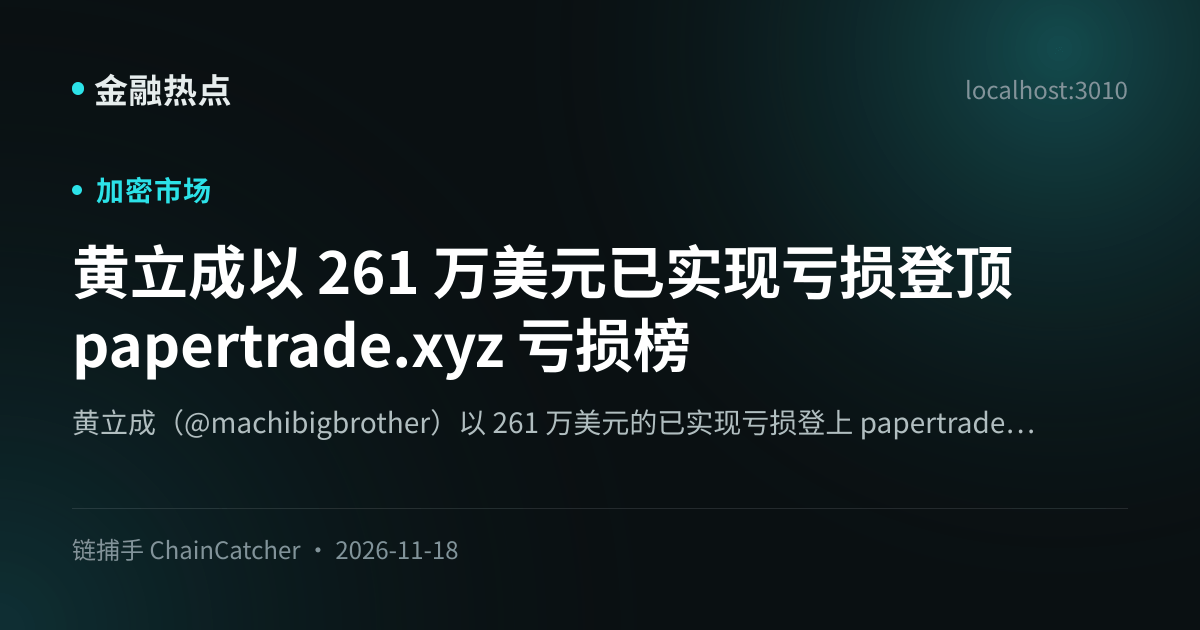 金融热点
localhost:3010
加密市场
黄立成以 261 万美元已实现亏损登顶
papertrade.xyz 亏损榜
黄立成（@machibigbrother）以 261 万美元的已实现亏损登上 papertrade…
链捕手 ChainCatcher · 2026-11-18